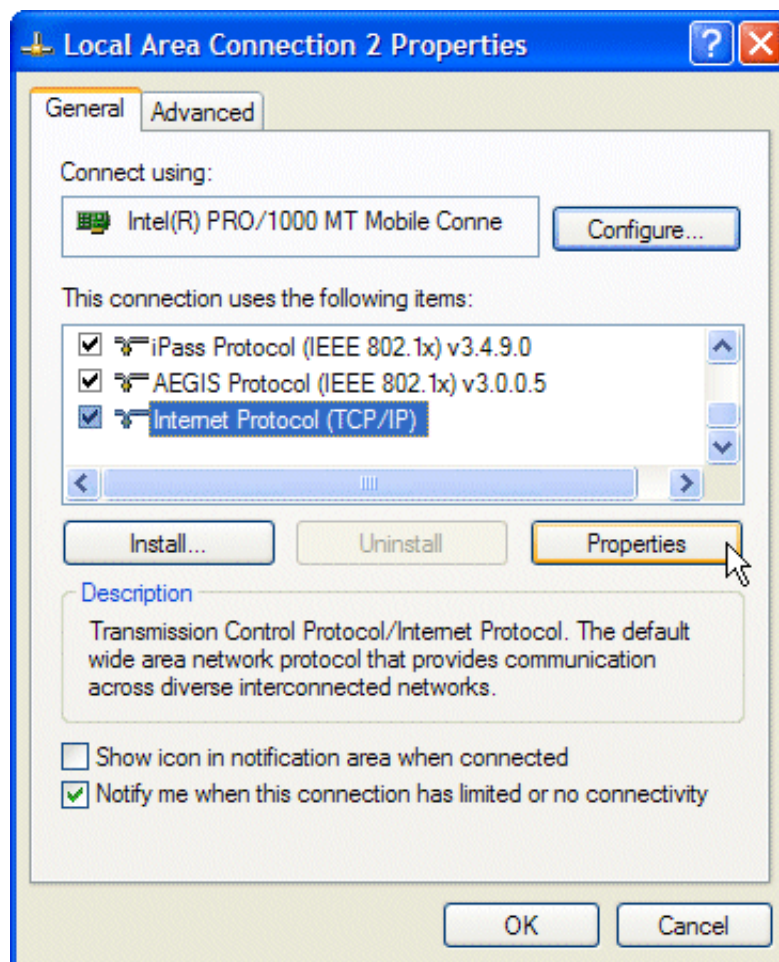 Local Area Connection 2 Properties
General
Advanced
Connect using:
Intel(R) PRO/1000 MT Mobile Conne
Configure...
This connection uses the following items:
iPass Protocol (IEEE 802.1x) v3.4.9.0
AEGIS Protocol (IEEE 802.1x) v3.0.0.5
Internet Protocol (TCP/IP)
Install...
Uninstall
Properties
Description
Transmission Control Protocol/Internet Protocol. The default
wide area network protocol that provides communication
across diverse interconnected networks.
Show icon in notification area when connected
Notify me when this connection has limited or no connectivity
OK
Cancel